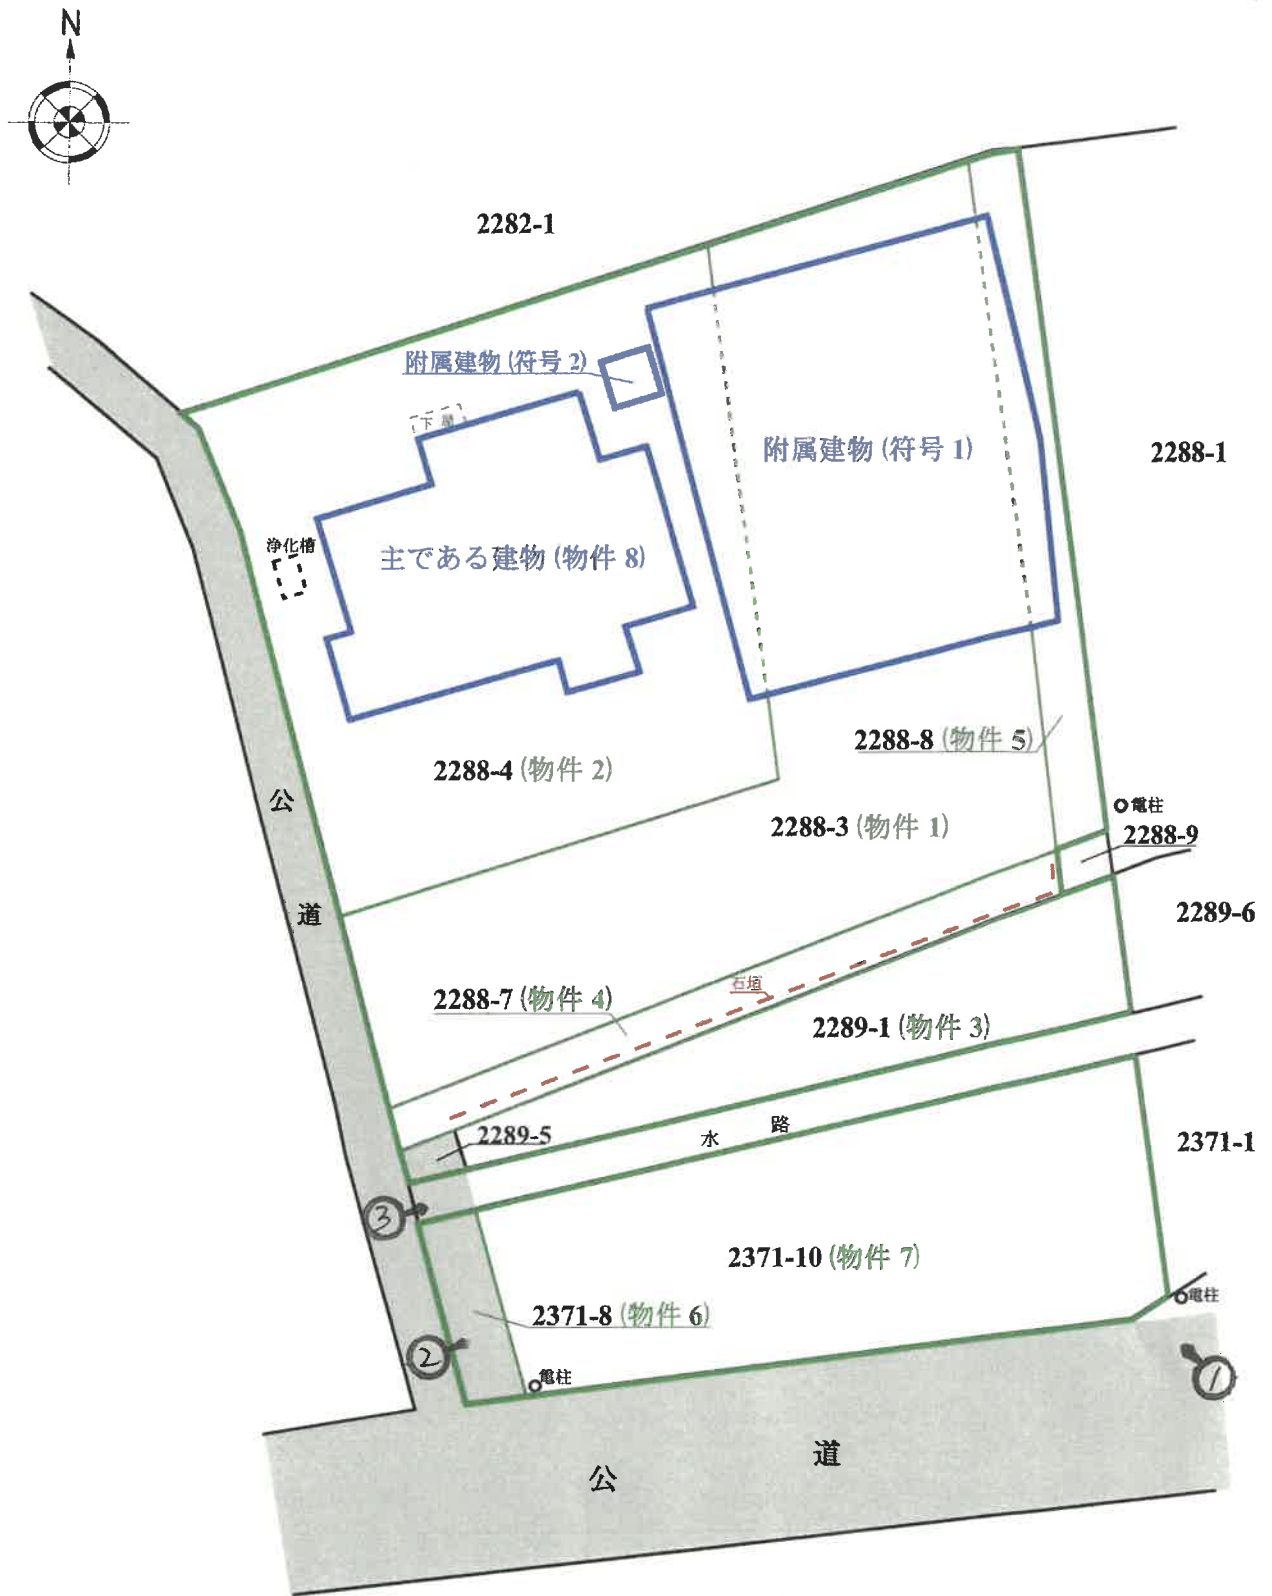 N
2282-1
附属建物 (符号 2)
下屋
附属建物 (符号 1)
2288-1
浄化槽
主である建物 (物件 8)
2288-8 (物件 5)
2288-4 (物件 2)
公
道
電柱
2288-3 (物件 1)
2288-9
2289-6
石垣
2288-7 (物件 4)
2289-1 (物件 3)
2289-5
水 路
2371-1
③
2371-10 (物件 7)
電柱
2371-8 (物件 6)
②
電柱
①
公 道